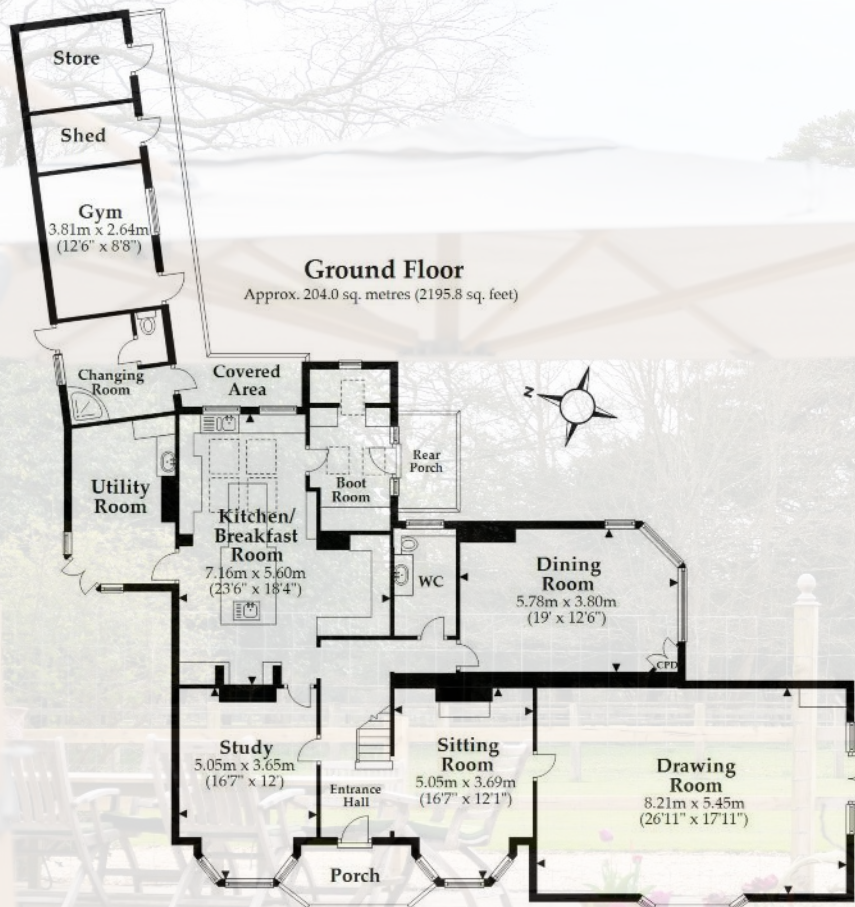 Store
Shed
Gym
3.81m x 2.64m
(12'6" x 8'8")
Ground Floor
Approx. 204.0 sq. metres (2195.8 sq. feet)
Changing
Room
Covered
Area
N
Utility
Room
Kitchen/
Breakfast
Room
7.16m x 5.60m
(23'6" x 18'4")
Boot
Room
Rear
Porch
WC
Dining
Room
5.78m x 3.80m
(19' x 12'6")
CPD
Study
5.05m x 3.65m
(16'7" x 12')
Entrance
Hall
Sitting
Room
5.05m x 3.69m
(16'7" x 12'1")
Drawing
Room
8.21m x 5.45m
(26'11" x 17'11")
Porch